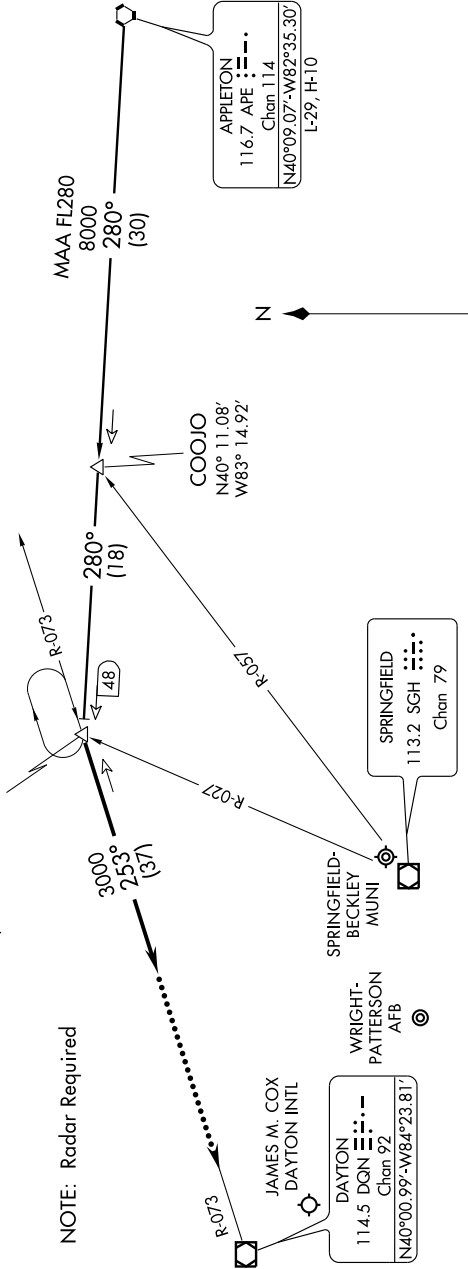 NOTE: Radar Required
MAA FL280
8000
280°
(30)
APPLETON
116.7 APE
Chan 114
N40°09.07'-W82°35.30'
L-29, H-10
COOJO
N40° 11.08'
W83° 14.92'
280°
(18)
R-073
48
3000
253°
(37)
R-057
R-027
N
SPRINGFIELD
113.2 SGH
Chan 79
SPRINGFIELD-
BECKLEY
MUNI
WRIGHT-
PATTERSON
AFB
JAMES M. COX
DAYTON INTL
R-073
DAYTON
114.5 DQN
Chan 92
N40°00.99'-W84°23.81'